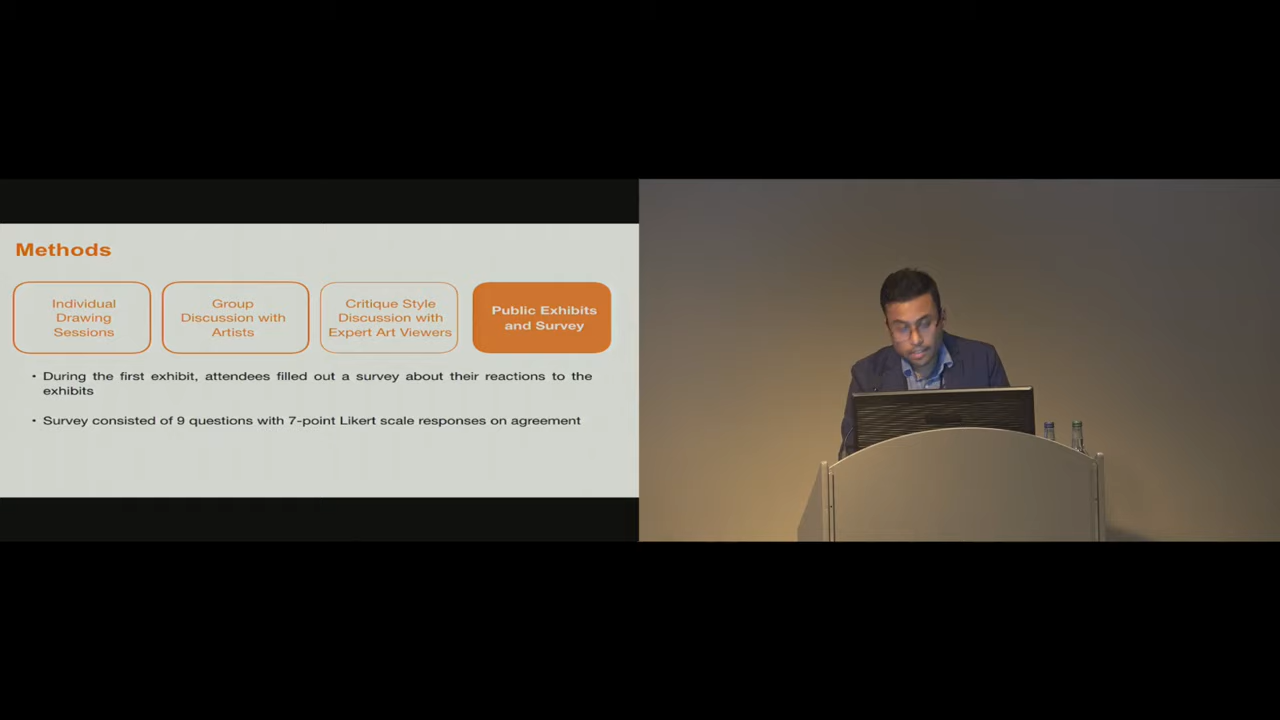 Methods
Individual
Drawing
Sessions
Group
Discussion with
Artists
Critique Style
Discussion with
Expert Art Viewers
Public Exhibits
and Survey
• During the first exhibit, attendees filled out a survey about their reactions to the
exhibits
• Survey consisted of 9 questions with 7-point Likert scale responses on agreement